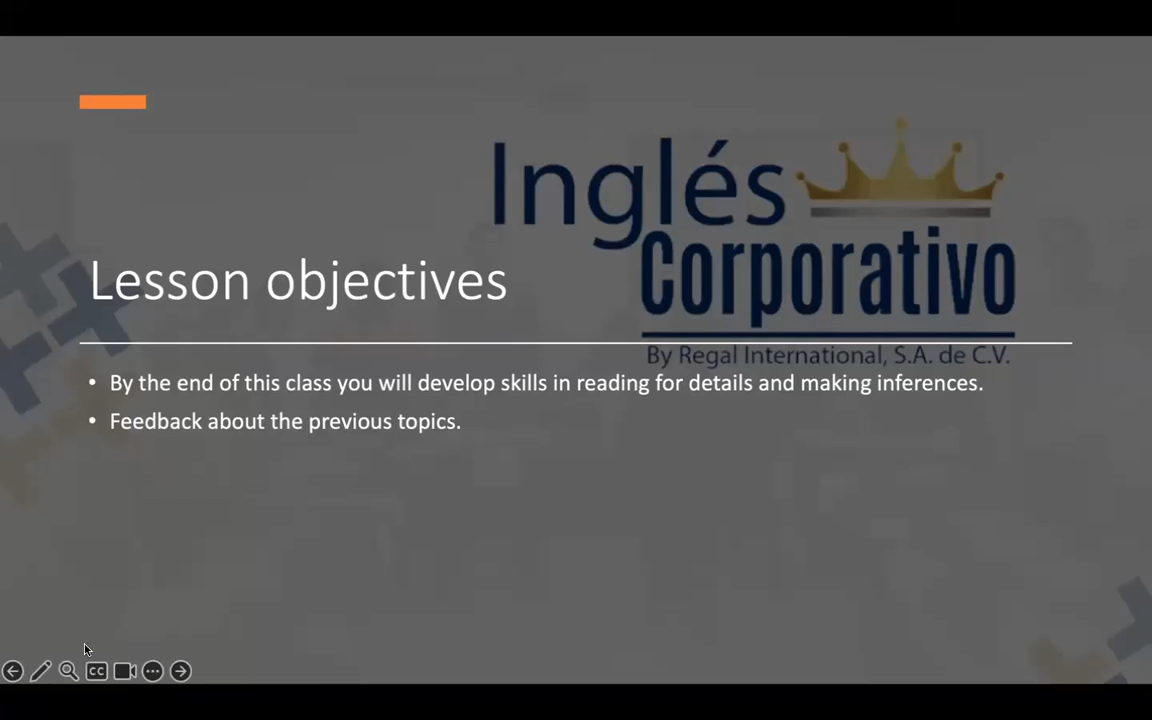 Inglés
Corporativo
By Regal International, S.A. de C.V.
Lesson objectives
• By the end of this class you will develop skills in reading for details and making inferences.
• Feedback about the previous topics.
CC